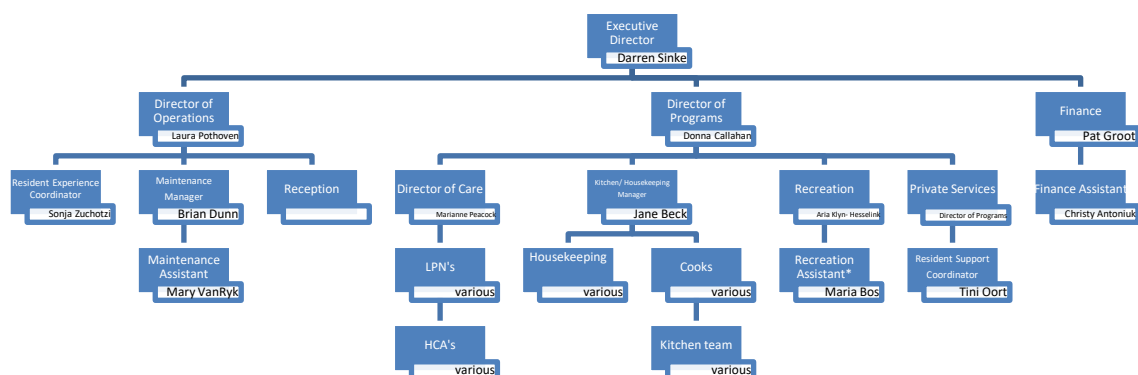 Executive
Director
Darren Sinke
Director of
Operations
Laura Pothoven
Director of
Programs
Donna Callahan
Finance
Pat Groot
Resident Experience
Coordinator
Sonja Zuchotzi
Maintenance
Manager
Brian Dunn
Reception
Director of Care
Marianne Peacock
Kitchen/ Housekeeping
Manager
Jane Beck
Recreation
Aria Klyn- Hesselink
Private Services
Director of Programs
Finance Assistant
Christy Antoniuk
Maintenance
Assistant
Mary VanRyk
LPN's
various
Housekeeping
various
Cooks
various
Recreation
Assistant*
Maria Bos
Resident Support
Coordinator
Tini Oort
HCA's
various
Kitchen team
various